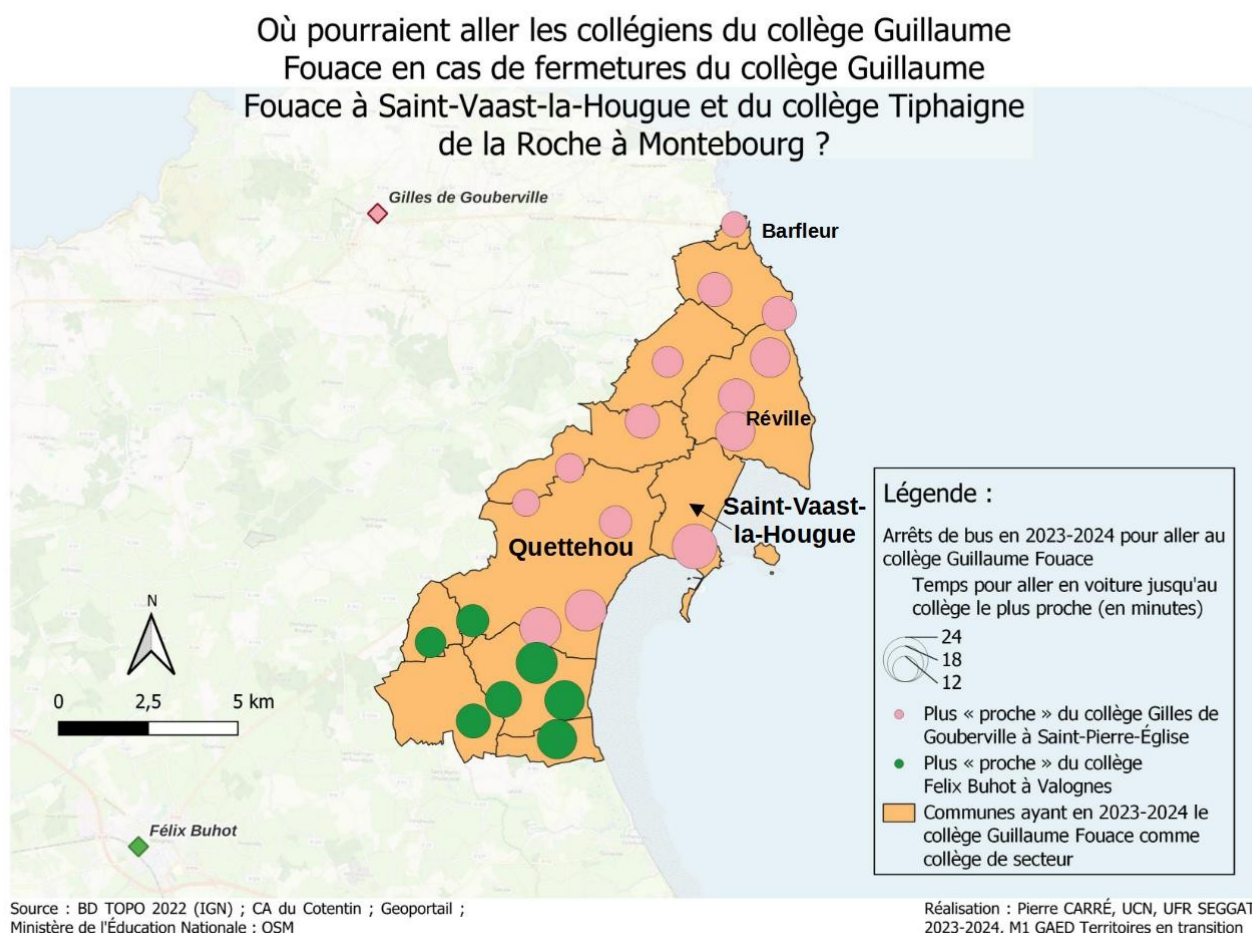 Où pourraient aller les collégiens du collège Guillaume
Fouace en cas de fermetures du collège Guillaume
Fouace à Saint-Vaast-la-Hougue et du collège Tiphaigne
de la Roche à Montebourg ?
Gilles de Gouberville
Barfleur
Réville
Saint-Vaast-
la-Hougue
Quettehou
N
0 2,5 5 km
Félix Buhot
Légende :
Arrêts de bus en 2023-2024 pour aller au
collège Guillaume Fouace
Temps pour aller en voiture jusqu'au
collège le plus proche (en minutes)
24
18
12
Plus « proche » du collège Gilles de
Gouberville à Saint-Pierre-Église
Plus « proche » du collège
Felix Buhot à Valognes
Communes ayant en 2023-2024 le
collège Guillaume Fouace comme
collège de secteur
Source : BD TOPO 2022 (IGN) ; CA du Cotentin ; Geoportail ;
Ministère de l'Éducation Nationale ; OSM
Réalisation : Pierre CARRÉ, UCN, UFR SEGGAT
2023-2024, M1 GAED Territoires en transition